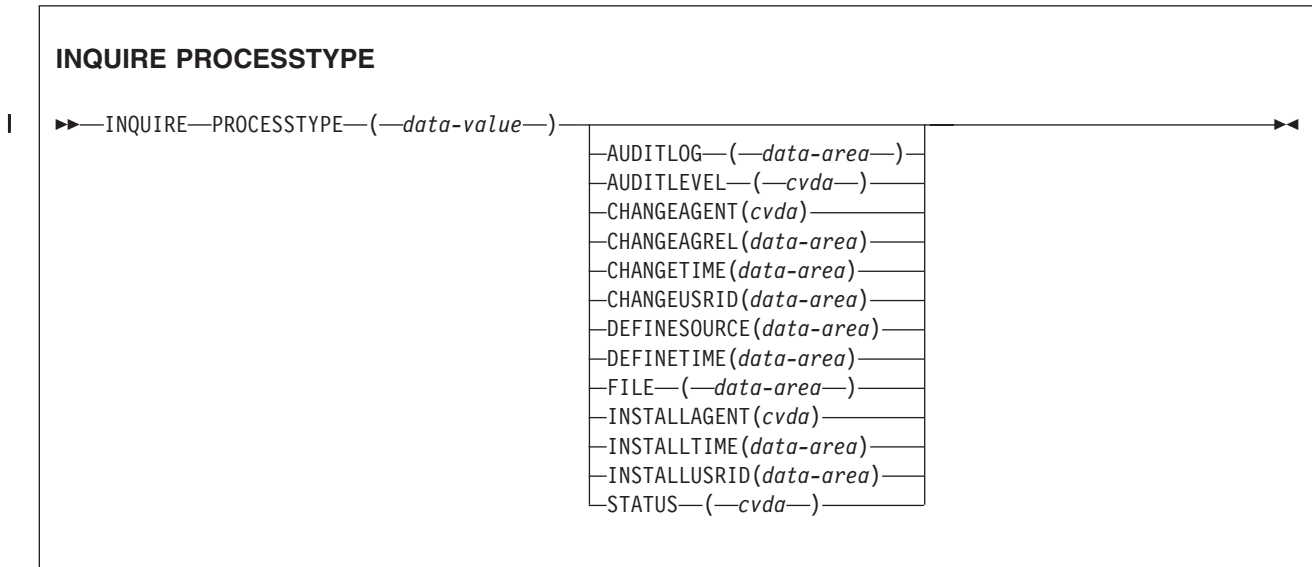 INQUIRE PROCESSTYPE
INQUIRE PROCESSTYPE ( data-value )
AUDITLOG ( data-area )
AUDITLEVEL ( cvda )
CHANGEAGENT(cvda)
CHANGEAGREL(data-area)
CHANGETIME(data-area)
CHANGEUSRID(data-area)
DEFINESOURCE(data-area)
DEFINETIME(data-area)
FILE ( data-area )
INSTALLAGENT(cvda)
INSTALLTIME(data-area)
INSTALLUSRID(data-area)
STATUS ( cvda )